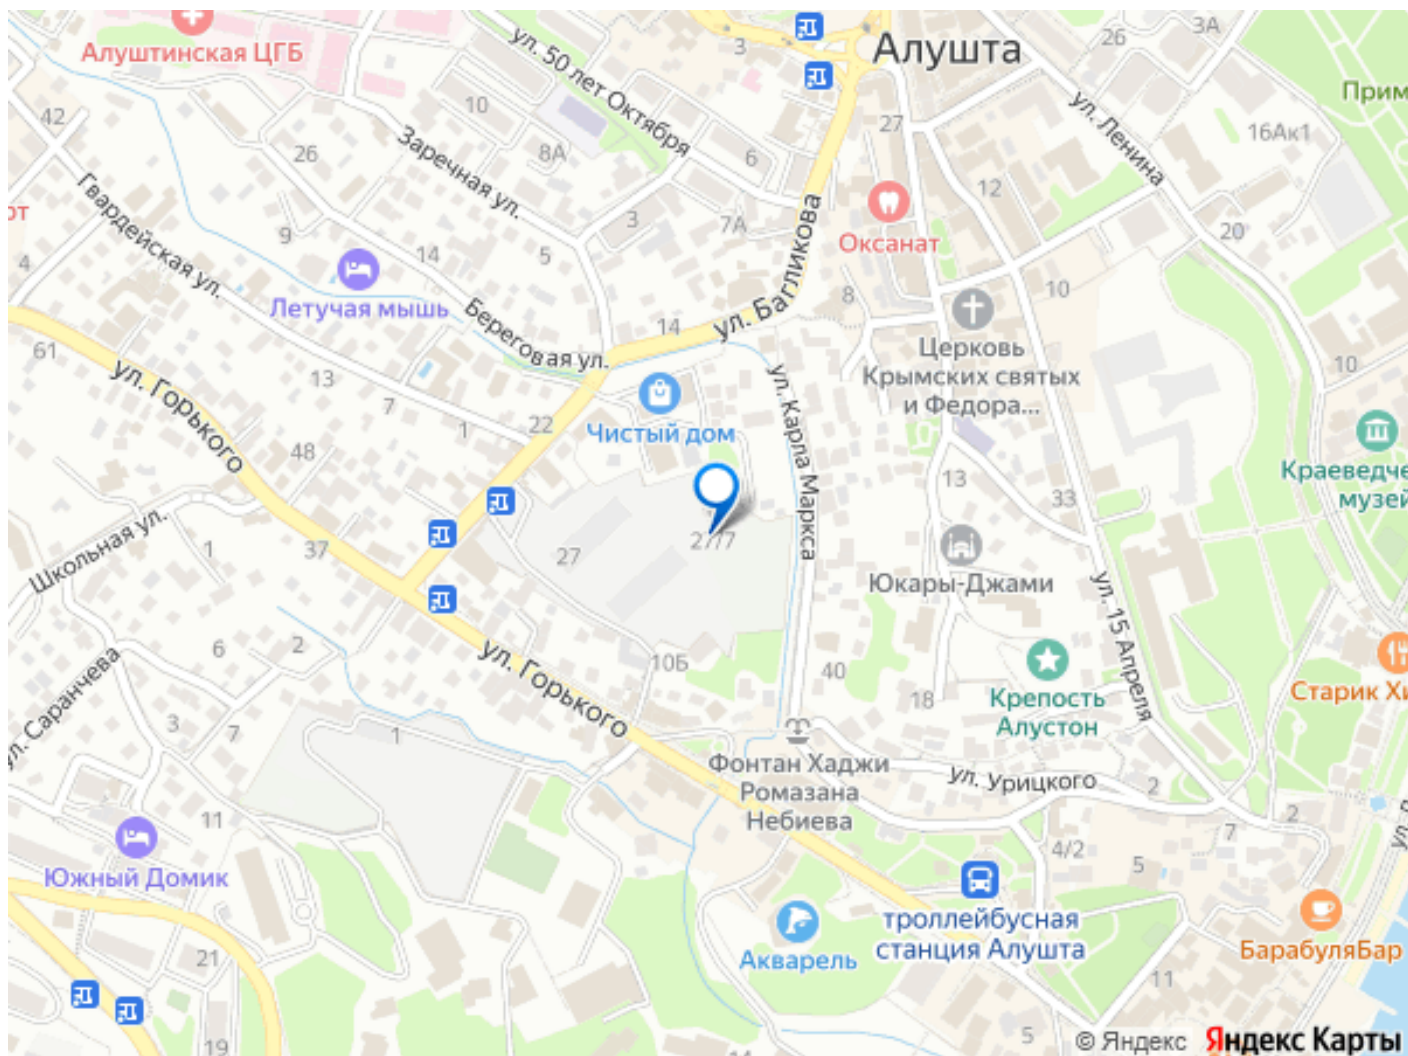 Алуштинская ЦГБ
ул. 50 лет Октября
3
Алушта
26
3А
Прим
ул. Ленина
16Ак1
42
10
8А
26
Заречная ул.
6
27
12
Гвардейская ул.
рт
4
9
14
5
3
7А
Оксанат
20
Летучая мышь
Береговая ул.
14
ул. Багликова
8
10
Церковь
Крымских святых
и Федора...
61
ул. Горького
13
7
1
22
Чистый дом
ул. Карла Маркса
10
Краеведче
музей
48
13
33
Школьная ул.
1
37
27
27/7
Юкары-Джами
ул. 15 Апреля
6
2
ул. Саранчева
3
7
1
ул. Горького
10Б
40
18
Крепость
Алустон
Старик Хи
Фонтан Хаджи
Ромазана
Небиева
ул. Урицкого
2
2
7
11
Южный Домик
4/2
5
троллейбусная
станция Алушта
Акварель
БарабуляБар
21
11
19
5
© Яндекс Яндекс Карты